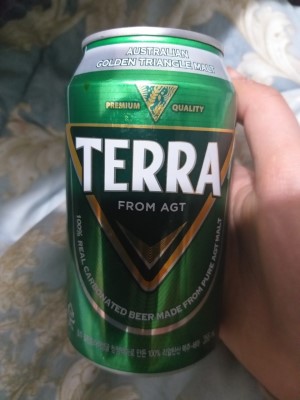 AUSTRALIAN
GOLDEN TRIANGLE MALT
PREMIUM QUALITY
TERRA
FROM AGT
100% REAL CARBONATED BEER MADE FROM PURE AGT MALT